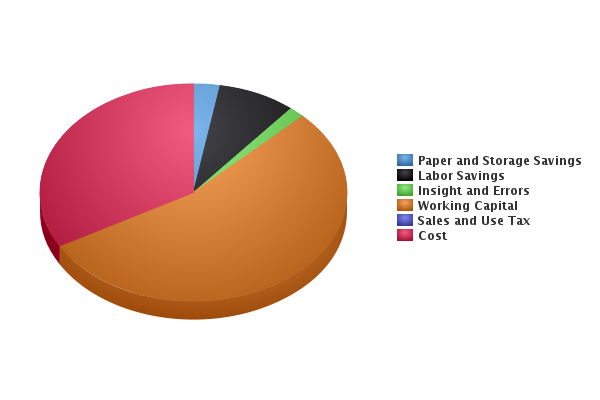 Paper and Storage Savings
Labor Savings
Insight and Errors
Working Capital
Sales and Use Tax
Cost